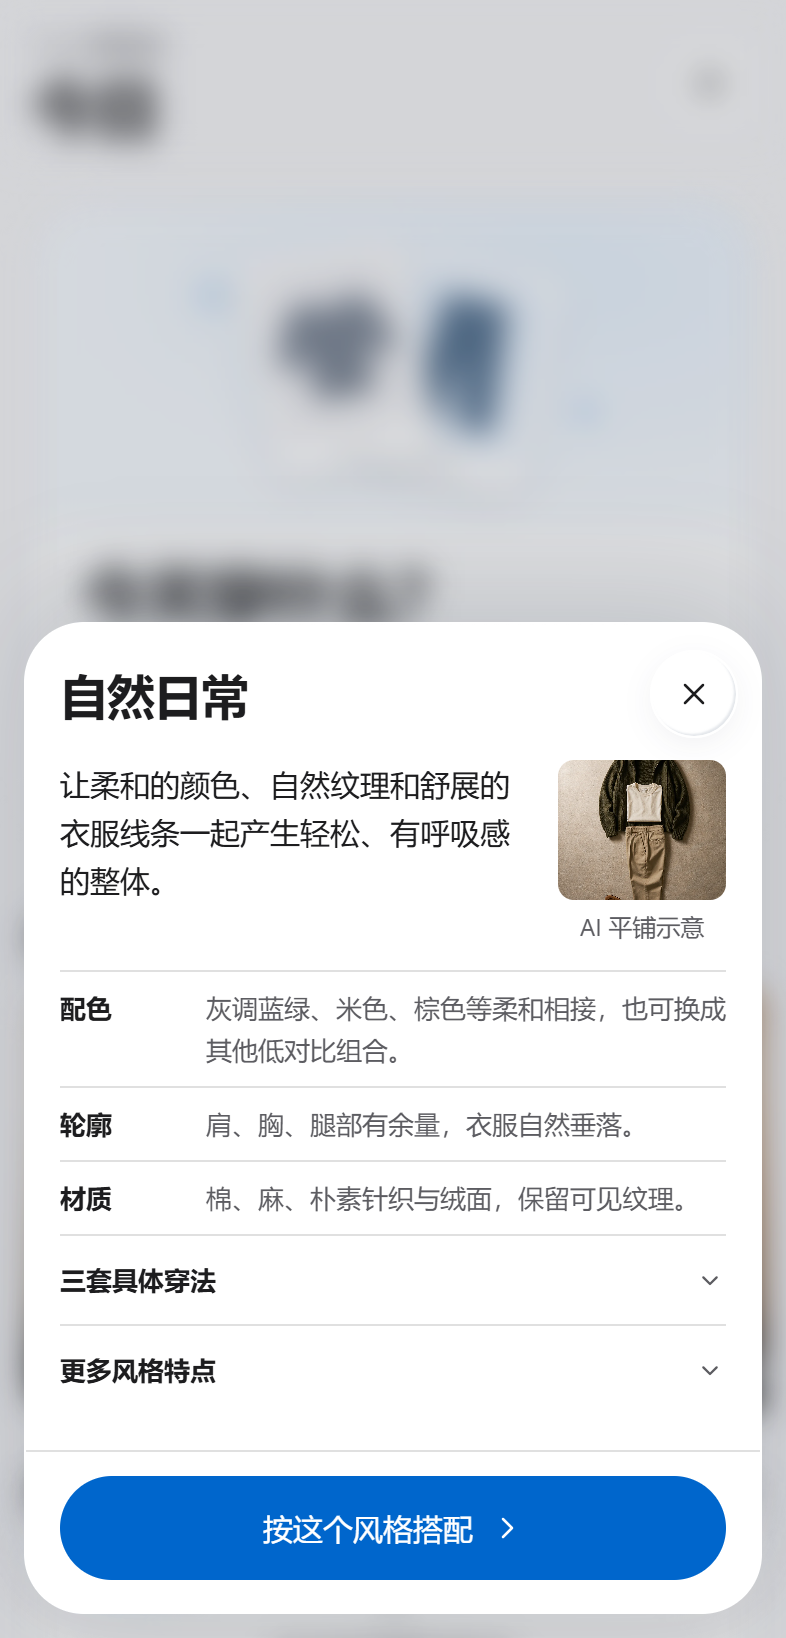 自然日常
让柔和的颜色、自然纹理和舒展的
衣服线条一起产生轻松、有呼吸感
的整体。
AI 平铺示意
配色
灰调蓝绿、米色、棕色等柔和相接，也可换成
其他低对比组合。
轮廓
肩、胸、腿部有余量，衣服自然垂落。
材质
棉、麻、朴素针织与绒面，保留可见纹理。
三套具体穿法
更多风格特点
按这个风格搭配